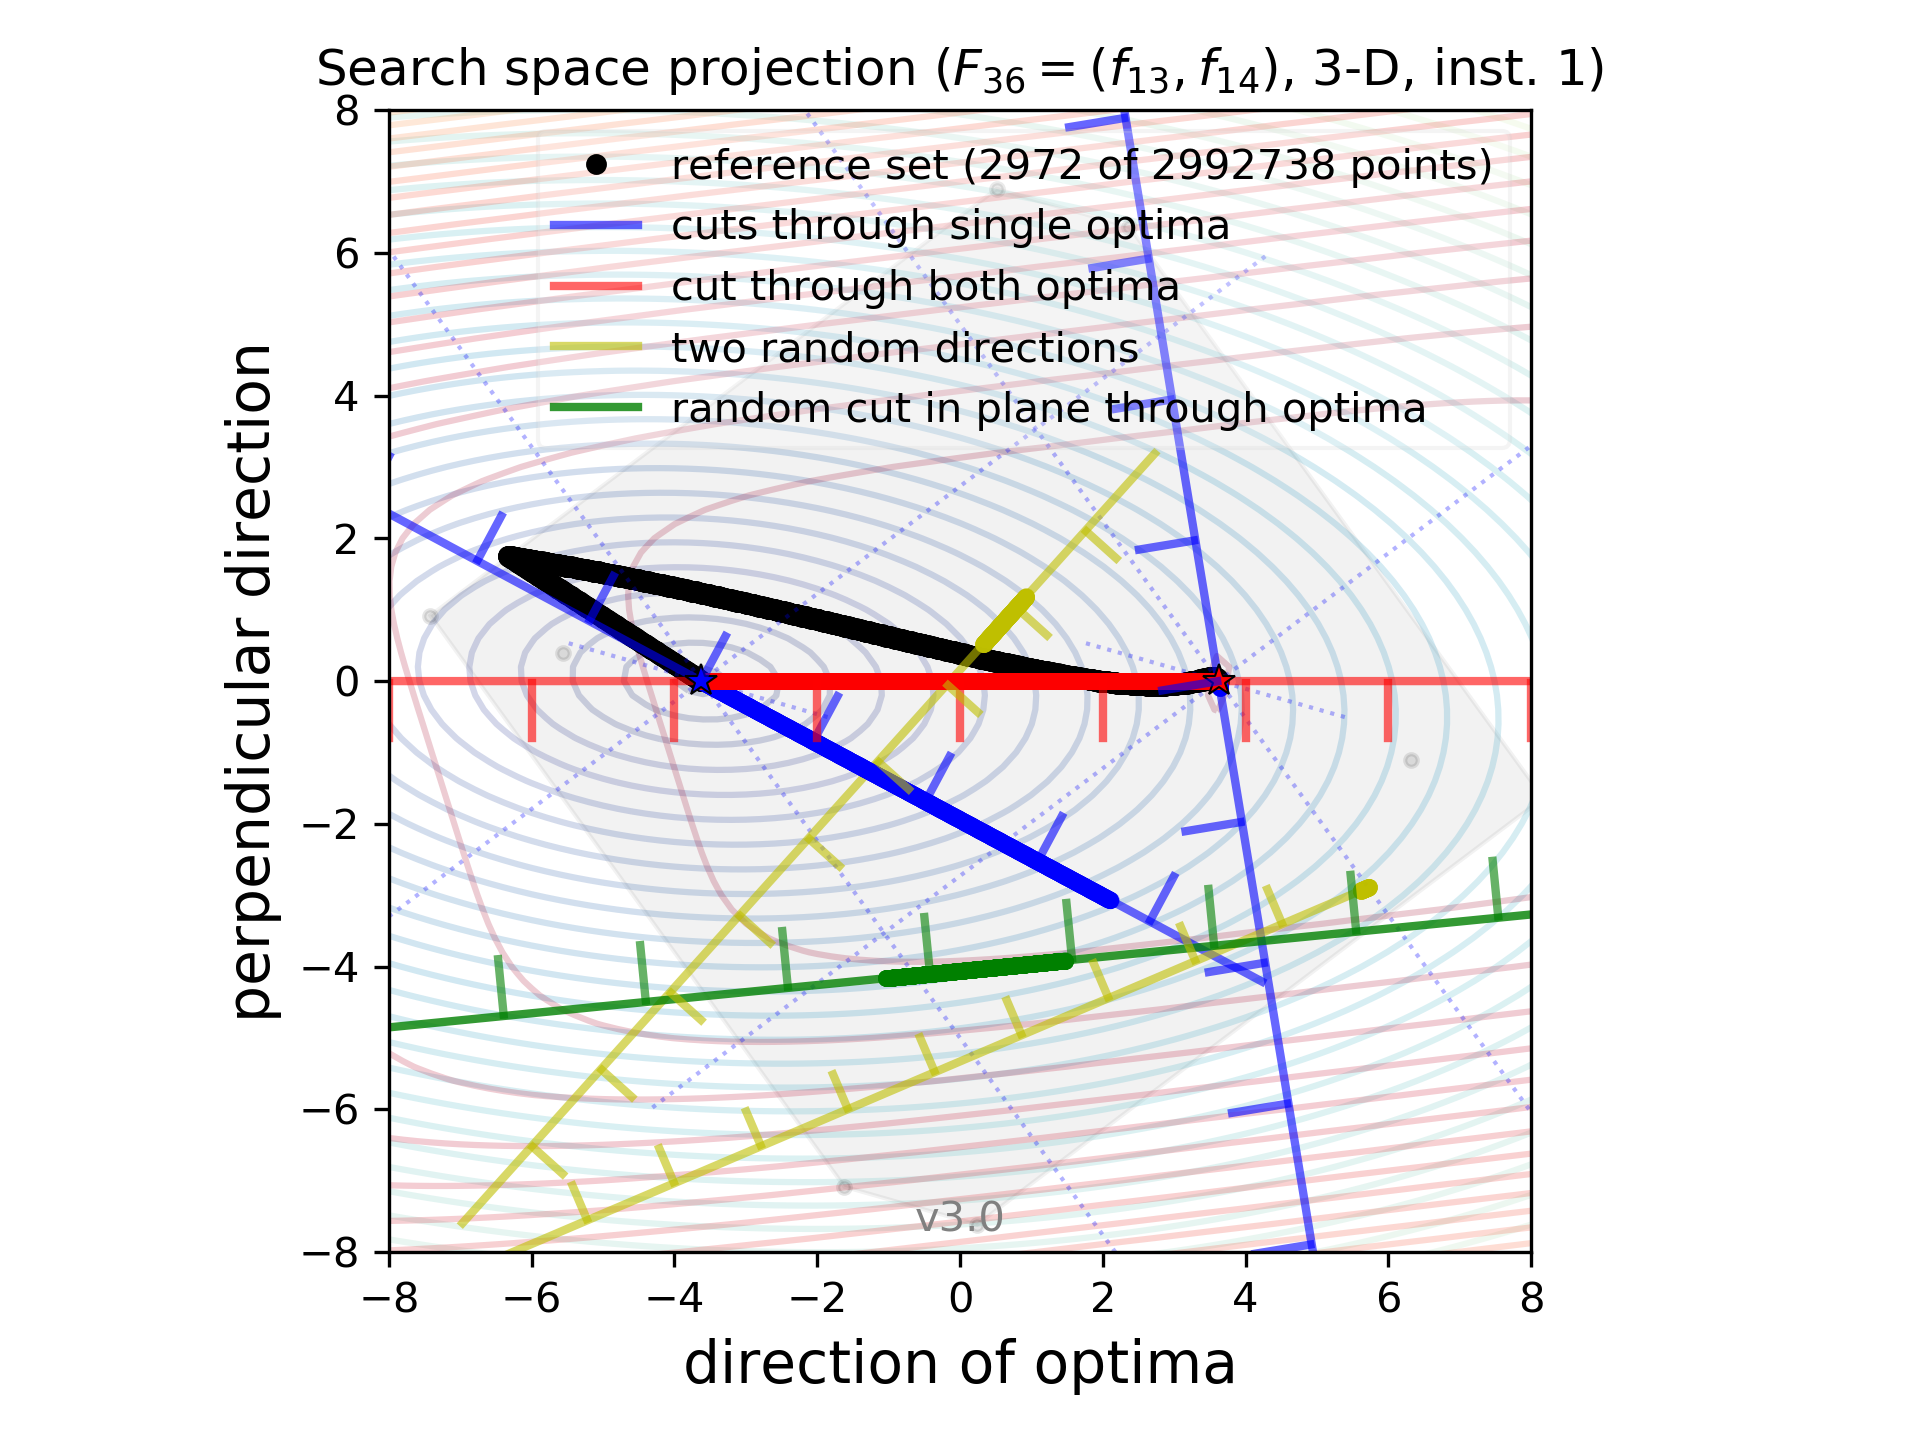 Search space projection (F₃₆ = (f₁₃, f₁₄), 3-D, inst. 1)
reference set (2972 of 2992738 points)
cuts through single optima
cut through both optima
two random directions
random cut in plane through optima
perpendicular direction
8
6
4
2
0
−2
−4
−6
−8
v3.0
−8 −6 −4 −2 0 2 4 6 8
direction of optima